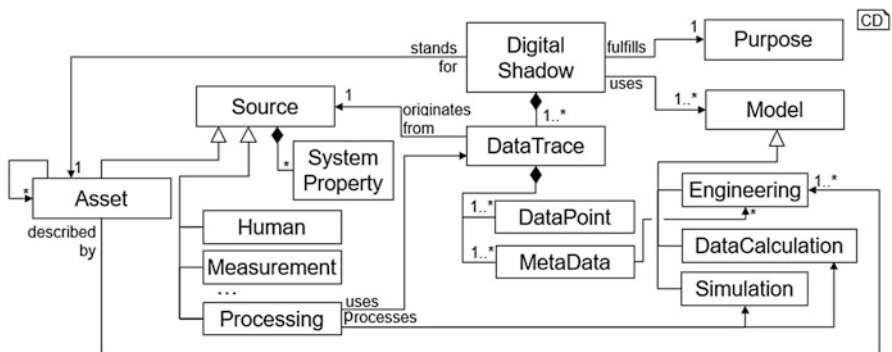 CD
stands
for
Digital
Shadow
fulfills
1
Purpose
uses
1..*
Model
Source
1
originates
from
1..*
DataTrace
*
System
Property
*
1
Asset
described
by
Human
Measurement
...
Processing
uses
processes
1..*
DataPoint
1..*
MetaData
Engineering
1..*
*
DataCalculation
Simulation